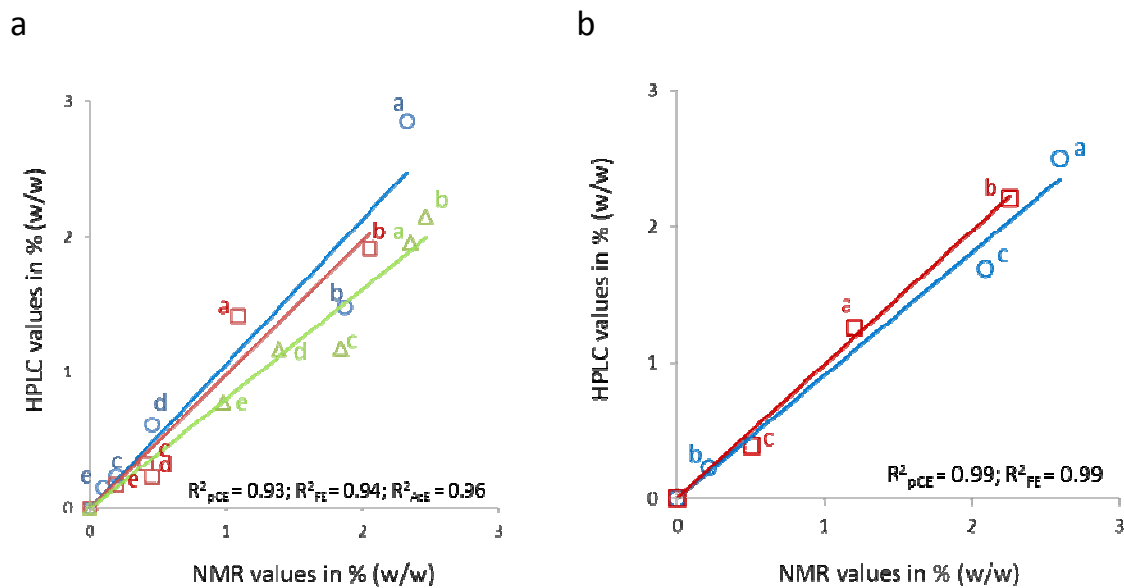 a
3
2
1
0
HPLC values in % (w/w)
a
b
b
a
a
b
c
d
d
e
c
c
d
e
e
R²pCE = 0.93; R²FE = 0.94; R²AcE = 0.96
0 1 2 3
NMR values in % (w/w)
b
3
2
1
0
HPLC values in % (w/w)
a
b
c
a
c
b
R²pCE = 0.99; R²FE = 0.99
0 1 2 3
NMR values in % (w/w)